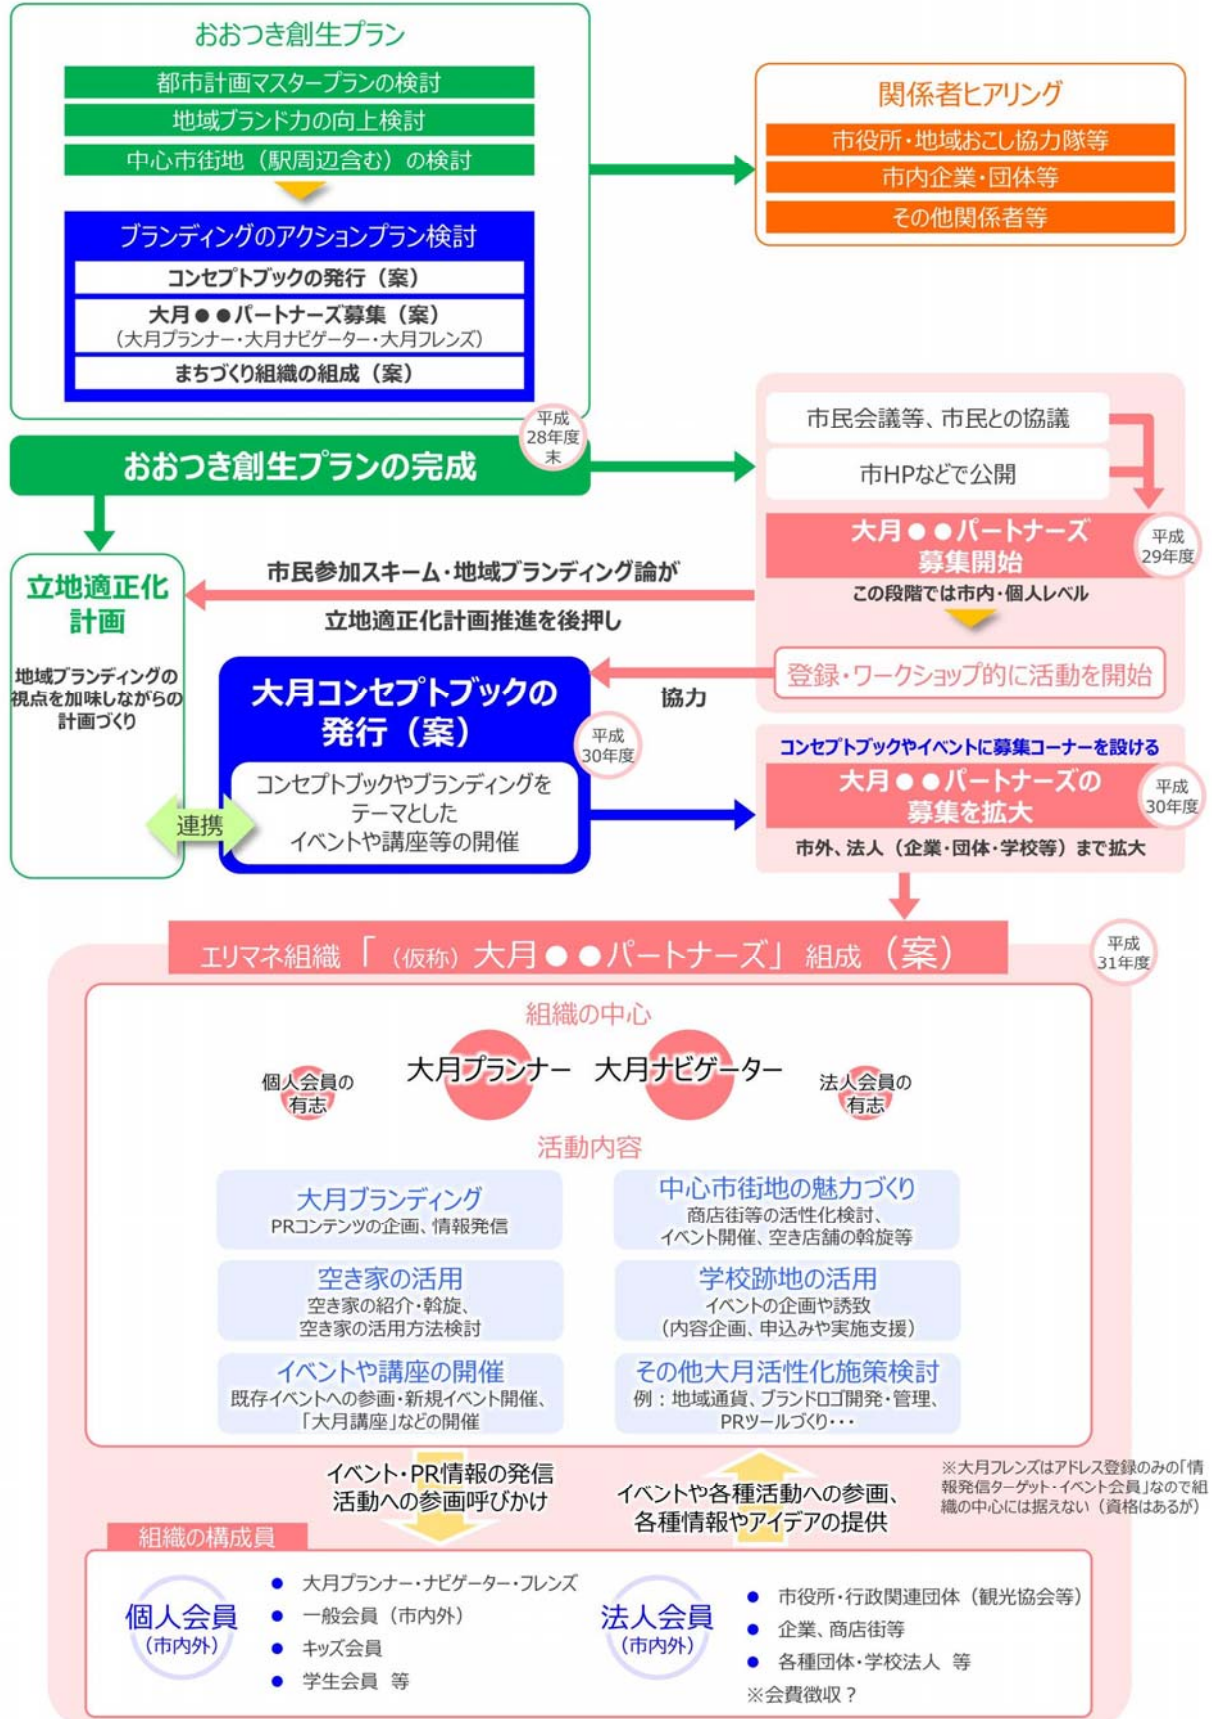 おおつき創生プラン
都市計画マスタープランの検討
地域ブランド力の向上検討
中心市街地（駅周辺含む）の検討
ブランディングのアクションプラン検討
コンセプトブックの発行（案）
大月●●パートナーズ募集（案）
（大月プランナー・大月ナビゲーター・大月フレンズ）
まちづくり組織の組成（案）
関係者ヒアリング
市役所・地域おこし協力隊等
市内企業・団体等
その他関係者等
平成
28年度
末
おおつき創生プランの完成
市民会議等、市民との協議
市HPなどで公開
大月●●パートナーズ
募集開始
平成
29年度
この段階では市内・個人レベル
登録・ワークショップ的に活動を開始
市民参加スキーム・地域ブランディング論が
立地適正化計画推進を後押し
立地適正化
計画
地域ブランディングの
視点を加味しながらの
計画づくり
連携
協力
大月コンセプトブックの
発行（案）
平成
30年度
コンセプトブックやブランディングを
テーマとした
イベントや講座等の開催
コンセプトブックやイベントに募集コーナーを設ける
大月●●パートナーズの
募集を拡大
平成
30年度
市外、法人（企業・団体・学校等）まで拡大
エリマネ組織「（仮称）大月●●パートナーズ」組成（案）
平成
31年度
組織の中心
個人会員の
有志
大月プランナー
大月ナビゲーター
法人会員の
有志
活動内容
大月ブランディング
PRコンテンツの企画、情報発信
中心市街地の魅力づくり
商店街等の活性化検討、
イベント開催、空き店舗の斡旋等
空き家の活用
空き家の紹介・斡旋、
空き家の活用方法検討
学校跡地の活用
イベントの企画や誘致
（内容企画、申込みや実施支援）
イベントや講座の開催
既存イベントへの参画・新規イベント開催、
「大月講座」などの開催
その他大月活性化施策検討
例：地域通貨、ブランドロゴ開発・管理、
PRツールづくり・・・
イベント・PR情報の発信
活動への参画呼びかけ
イベントや各種活動への参画、
各種情報やアイデアの提供
※大月フレンズはアドレス登録のみの「情
報発信ターゲット・イベント会員」なので組
織の中心には据えない（資格はあるが）
組織の構成員
個人会員
（市内外）
● 大月プランナー・ナビゲーター・フレンズ
● 一般会員（市内外）
● キッズ会員
● 学生会員 等
法人会員
（市内外）
● 市役所・行政関連団体（観光協会等）
● 企業、商店街等
● 各種団体・学校法人 等
※会費徴収？